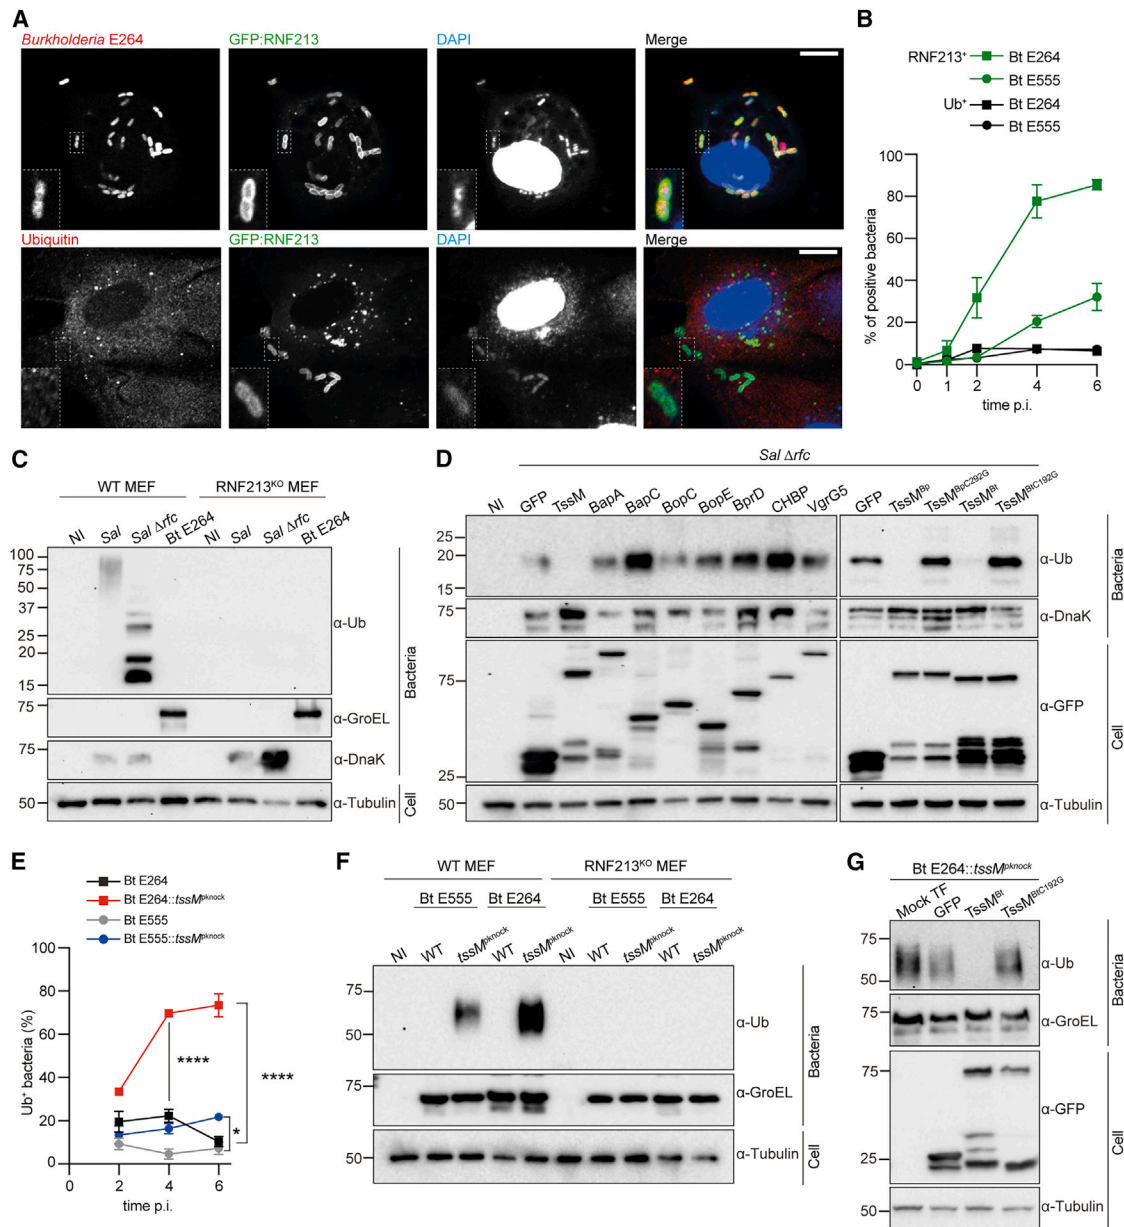 A
Burkholderia E264
GFP:RNF213
DAPI
Merge
Ubiquitin
GFP:RNF213
DAPI
Merge
B
RNF213⁺
Bt E264
Bt E555
Ub⁺
Bt E264
Bt E555
% of positive bacteria
100
80
60
40
20
0
0 1 2 4 6
time p.i.
C
WT MEF
RNF213ᴷᴼ MEF
NI Sal Sal Δrfc Bt E264 NI Sal Sal Δrfc Bt E264
100
75
50
37
25
20
15
α-Ub
75
α-GroEL
75
α-DnaK
50
α-Tubulin
Bacteria
Cell
D
Sal Δrfc
NI GFP TssM BapA BapC BopC BopE BprD CHBP VgrG5 GFP TssMᴮᵖ TssMᴮᵖC292G TssMᴮᵗ TssMᴮᵗC192G
25
20
15
α-Ub
75
α-DnaK
75
25
α-GFP
50
α-Tubulin
Bacteria
Cell
E
Bt E264
Bt E264::tssMᵖᵏⁿᵒᶜᵏ
Bt E555
Bt E555::tssMᵖᵏⁿᵒᶜᵏ
Ub⁺ bacteria (%)
100
80
60
40
20
0
****
****
*
0 2 4 6
time p.i.
F
WT MEF
RNF213ᴷᴼ MEF
Bt E555 Bt E264 Bt E555 Bt E264
NI WT tssMᵖᵏⁿᵒᶜᵏ WT tssMᵖᵏⁿᵒᶜᵏ NI WT tssMᵖᵏⁿᵒᶜᵏ WT tssMᵖᵏⁿᵒᶜᵏ
75
50
α-Ub
75
α-GroEL
50
α-Tubulin
Bacteria
Cell
G
Bt E264::tssMᵖᵏⁿᵒᶜᵏ
Mock TF GFP TssMᴮᵗ TssMᴮᵗC192G
75
50
α-Ub
75
α-GroEL
75
25
α-GFP
50
α-Tubulin
Bacteria
Cell